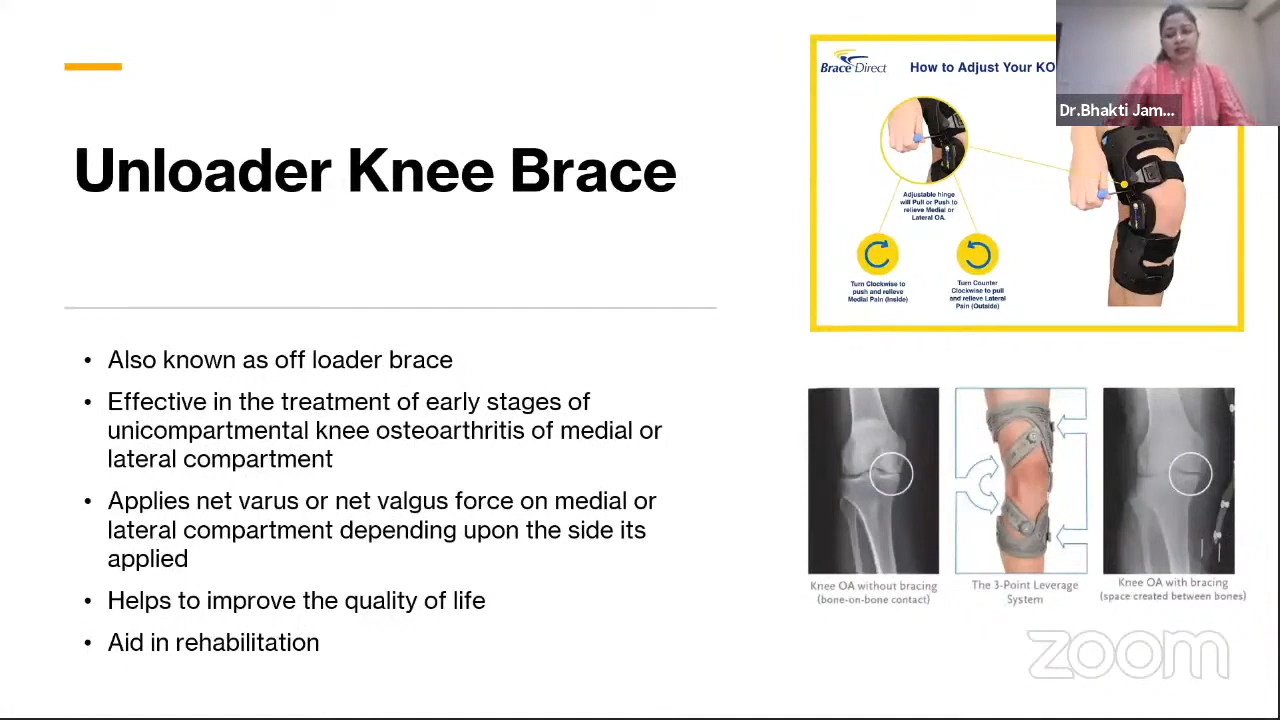 Unloader Knee Brace
• Also known as off loader brace
• Effective in the treatment of early stages of
unicompartmental knee osteoarthritis of medial or
lateral compartment
• Applies net varus or net valgus force on medial or
lateral compartment depending upon the side its
applied
• Helps to improve the quality of life
• Aid in rehabilitation
Brace Direct
How to Adjust Your KO
Dr.Bhakti Jam...
Adjustable hinge
will Pull or Push to
relieve Medial or
Lateral OA.
Turn Clockwise to
push and relieve
Medial Pain (Inside)
Turn Counter
Clockwise to pull
and relieve Lateral
Pain (Outside)
Knee OA without bracing
(bone-on-bone contact)
The 3-Point Leverage
System
Knee OA with bracing
(space created between bones)
zoom